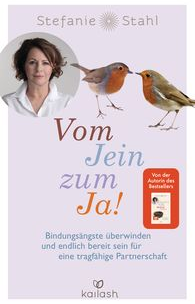 Stefanie Stahl
Vom
Jein
zum
Ja!
Von der
Autorin des
Bestsellers
Bindungsängste überwinden
und endlich bereit sein für
eine tragfähige Partnerschaft
kailash